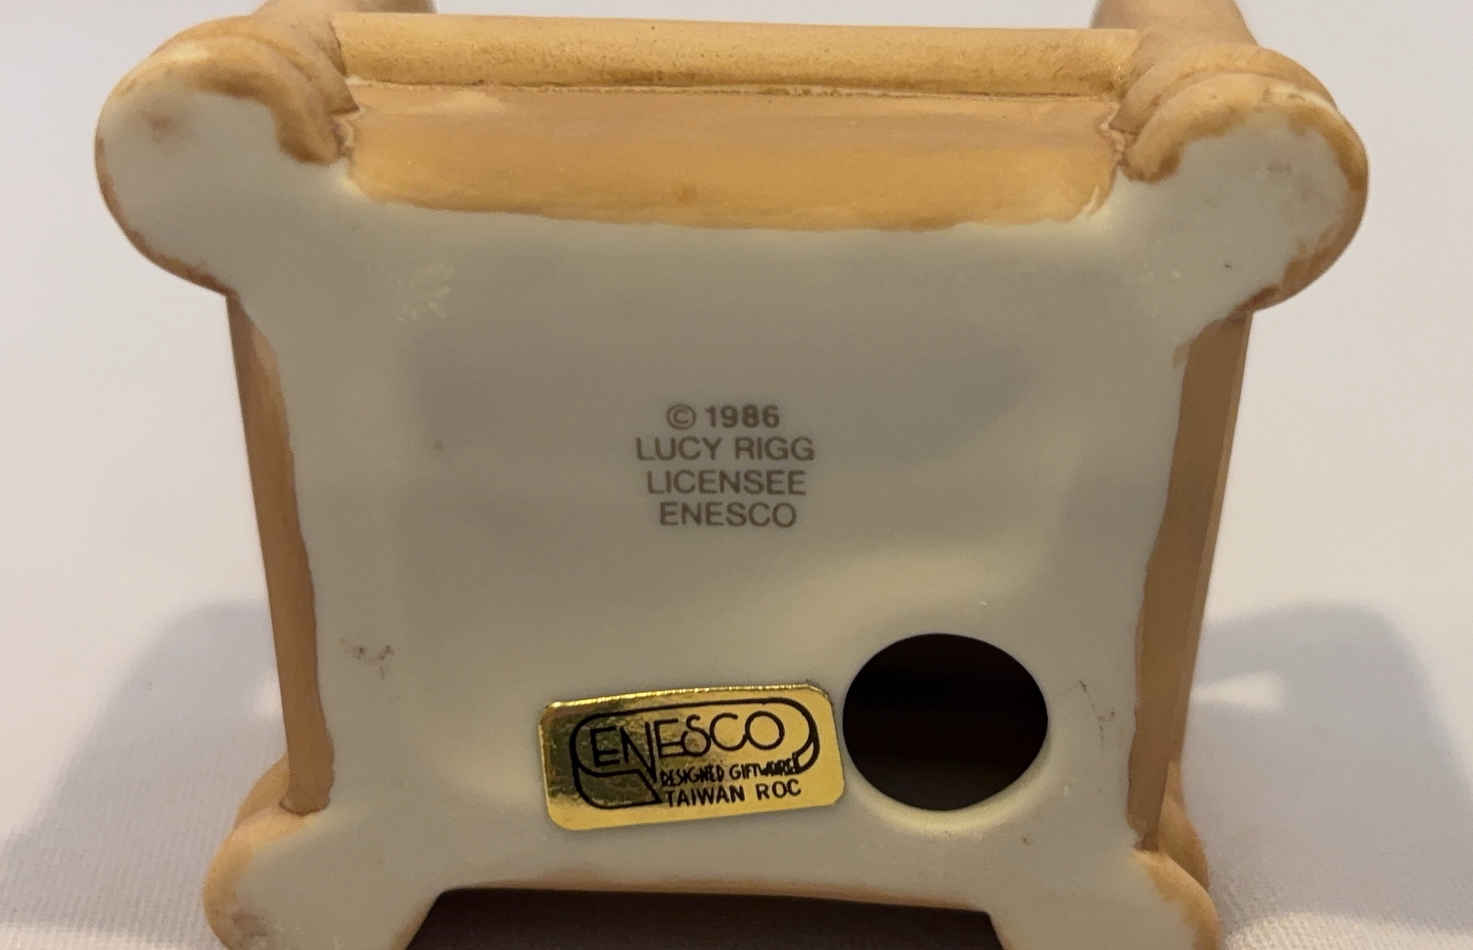 © 1986
LUCY RIGG
LICENSEE
ENESCO
ENESCO
DESIGNED GIFTWARE
TAIWAN ROC